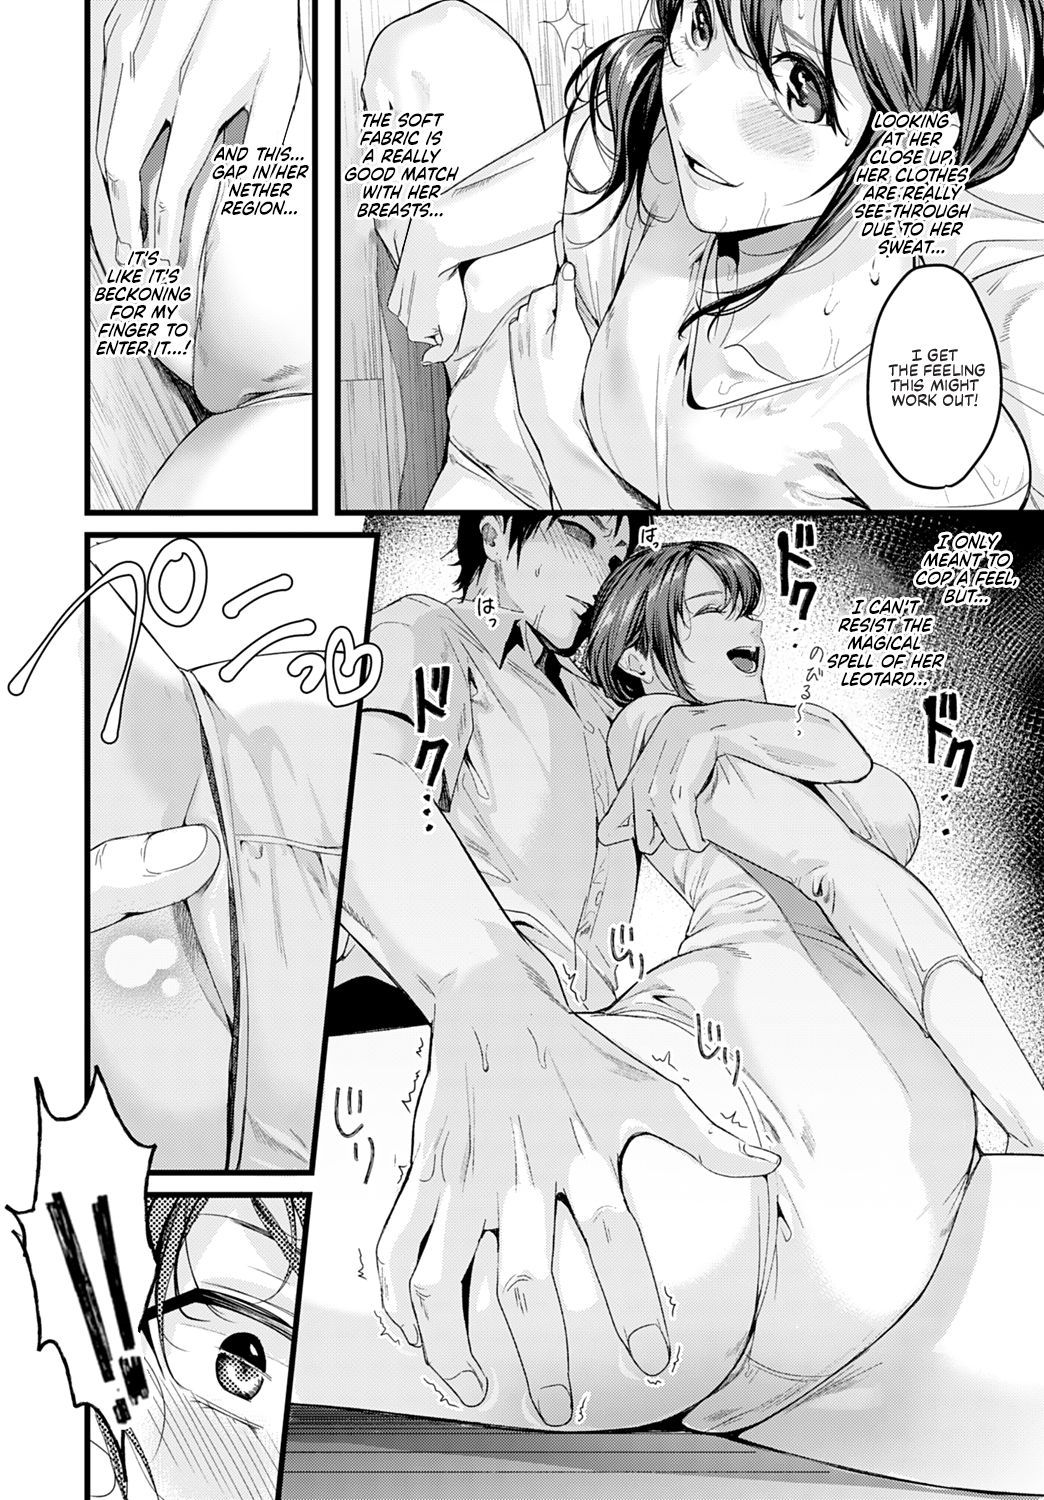 LOOKING
AT HER
CLOSE UP,
HER CLOTHES
ARE REALLY
SEE-THROUGH
DUE TO HER
SWEAT...
I GET
THE FEELING
THIS MIGHT
WORK OUT!
THE SOFT
FABRIC IS
A REALLY
GOOD MATCH
WITH HER
BREASTS...
AND THIS...
GAP IN HER
NETHER
REGION...
IT'S
LIKE IT'S
BECKONING
FOR MY
FINGER TO
ENTER IT...!
I ONLY
MEANT TO
COP A FEEL,
BUT...
I CAN'T
RESIST THE
MAGICAL
SPELL OF HER
LEOTARD...
はっ
はっ
ドク…
のびる〜
ドク…
ドク…
じり
じり
じり
!!